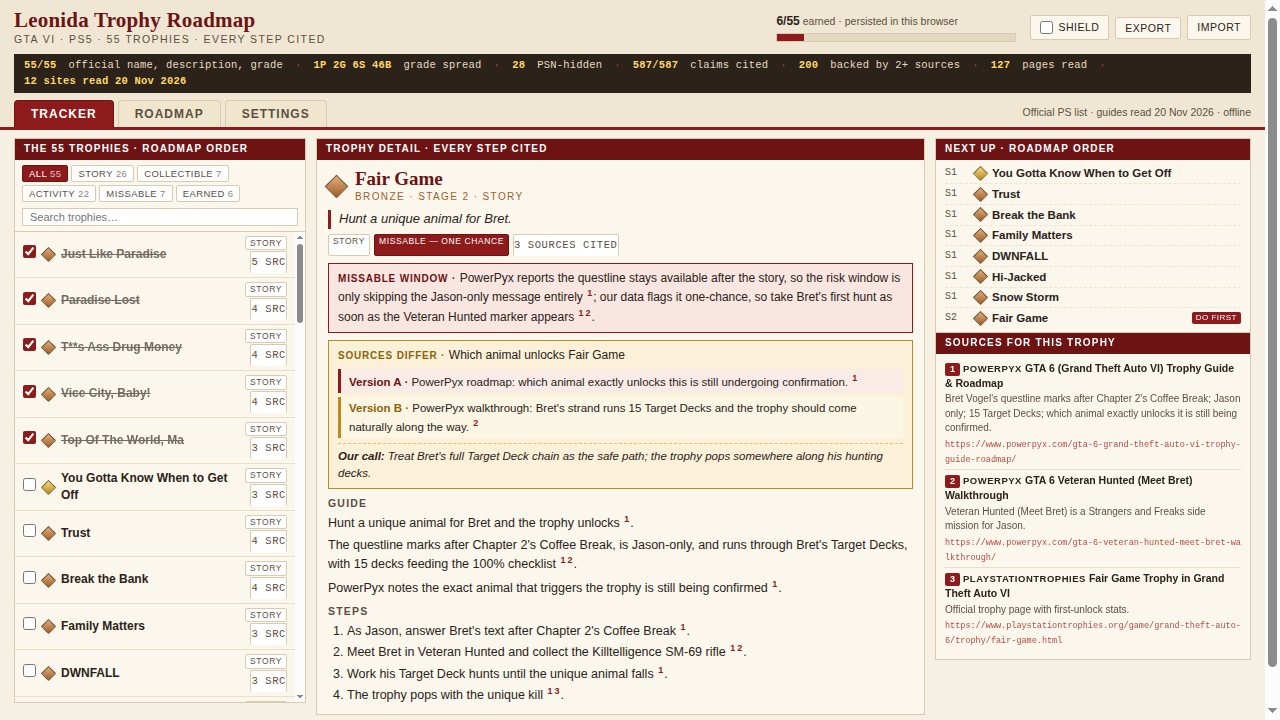 Leonida Trophy Roadmap
GTA VI · PS5 · 55 TROPHIES · EVERY STEP CITED
6/55 earned · persisted in this browser
SHIELD
EXPORT
IMPORT
55/55 official name, description, grade · 1P 2G 6S 46B grade spread · 28 PSN-hidden · 587/587 claims cited · 200 backed by 2+ sources · 127 pages read ·
12 sites read 20 Nov 2026
TRACKER
ROADMAP
SETTINGS
Official PS list · guides read 20 Nov 2026 · offline
THE 55 TROPHIES · ROADMAP ORDER
ALL 55
STORY 26
COLLECTIBLE 7
ACTIVITY 22
MISSABLE 7
EARNED 6
Search trophies…
Just Like Paradise
STORY
5 SRC
Paradise Lost
STORY
4 SRC
T**s Ass Drug Money
STORY
4 SRC
Vice City, Baby!
STORY
4 SRC
Top Of The World, Ma
STORY
3 SRC
You Gotta Know When to Get
Off
STORY
3 SRC
Trust
STORY
4 SRC
Break the Bank
STORY
4 SRC
Family Matters
STORY
3 SRC
DWNFALL
STORY
3 SRC
TROPHY DETAIL · EVERY STEP CITED
Fair Game
BRONZE · STAGE 2 · STORY
Hunt a unique animal for Bret.
STORY
MISSABLE — ONE CHANCE
3 SOURCES CITED
MISSABLE WINDOW · PowerPyx reports the questline stays available after the story, so the risk window is
only skipping the Jason-only message entirely 1; our data flags it one-chance, so take Bret's first hunt as
soon as the Veteran Hunted marker appears 1 2.
SOURCES DIFFER · Which animal unlocks Fair Game
Version A · PowerPyx roadmap: which animal exactly unlocks this is still undergoing confirmation. 1
Version B · PowerPyx walkthrough: Bret's strand runs 15 Target Decks and the trophy should come
naturally along the way. 2
Our call: Treat Bret's full Target Deck chain as the safe path; the trophy pops somewhere along his hunting
decks.
GUIDE
Hunt a unique animal for Bret and the trophy unlocks 1.
The questline marks after Chapter 2's Coffee Break, is Jason-only, and runs through Bret's Target Decks,
with 15 decks feeding the 100% checklist 1 2.
PowerPyx notes the exact animal that triggers the trophy is still being confirmed 1.
STEPS
1. As Jason, answer Bret's text after Chapter 2's Coffee Break 1.
2. Meet Bret in Veteran Hunted and collect the Killtelligence SM-69 rifle 1 2.
3. Work his Target Deck hunts until the unique animal falls 1.
4. The trophy pops with the unique kill 1 3.
NEXT UP · ROADMAP ORDER
S1 You Gotta Know When to Get Off
S1 Trust
S1 Break the Bank
S1 Family Matters
S1 DWNFALL
S1 Hi-Jacked
S1 Snow Storm
S2 Fair Game DO FIRST
SOURCES FOR THIS TROPHY
1 POWERPYX GTA 6 (Grand Theft Auto VI) Trophy Guide
& Roadmap
Bret Vogel's questline marks after Chapter 2's Coffee Break; Jason
only; 15 Target Decks; which animal exactly unlocks it is still being
confirmed.
https://www.powerpyx.com/gta-6-grand-theft-auto-vi-trophy-
guide-roadmap/
2 POWERPYX GTA 6 Veteran Hunted (Meet Bret)
Walkthrough
Veteran Hunted (Meet Bret) is a Strangers and Freaks side
mission for Jason.
https://www.powerpyx.com/gta-6-veteran-hunted-meet-bret-wa
lkthrough/
3 PLAYSTATIONTROPHIES Fair Game Trophy in Grand
Theft Auto VI
Official trophy page with first-unlock stats.
https://www.playstationtrophies.org/game/grand-theft-auto-
6/trophy/fair-game.html